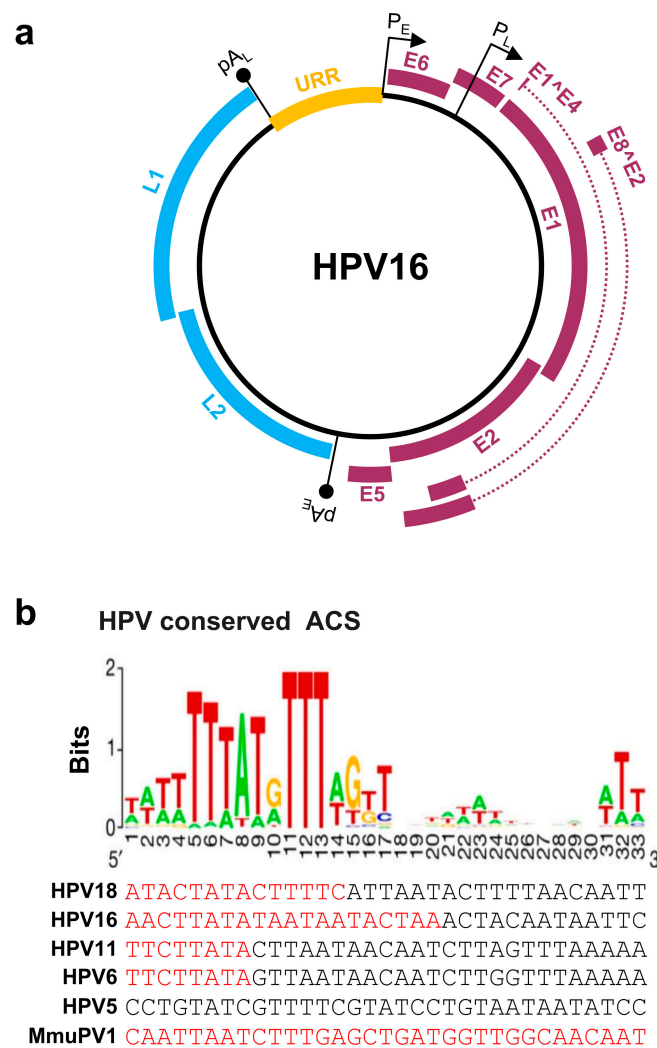 a
P_E
P_L
pA_L
URR
E6
E7
E1^E4
E8^E2
L1
E1
HPV16
L2
E2
E5
pA_E
b
HPV conserved ACS
2
1
0
Bits
1 2 3 4 5 6 7 8 9 10 11 12 13 14 15 16 17 18 19 20 21 22 23 24 25 26 27 28 29 30 31 32 33
5′ 3
HPV18 ATACTATACTTTTCATTAATACTTTTAACAATT
HPV16 AACTTATATAATAATACTAAACTACAATAATTC
HPV11 TTCTTATACTTAATAACAATCTTAGTTTAAAAA
HPV6 TTCTTATAGTTAATAACAATCTTGGTTTAAAAA
HPV5 CCTGTATCGTTTTCGTATCCTGTAATAATATCC
MmuPV1 CAATTAATCTTTGAGCTGATGGTTGGCAACAAT